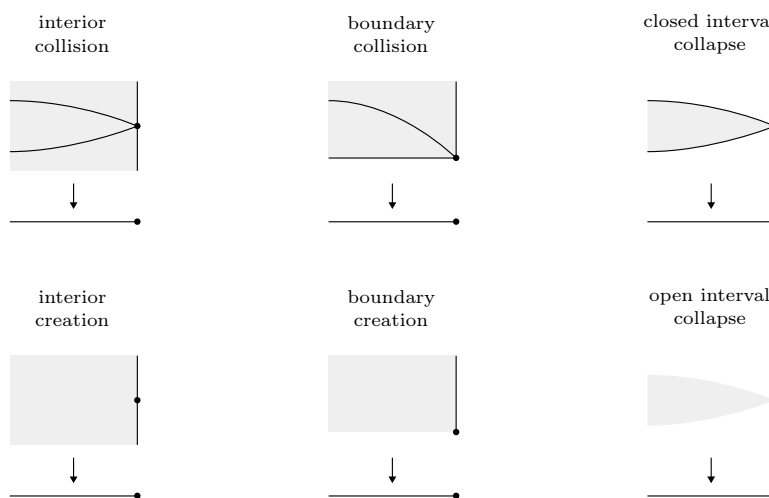 interior
collision
boundary
collision
closed interva
collapse
interior
creation
boundary
creation
open interval
collapse